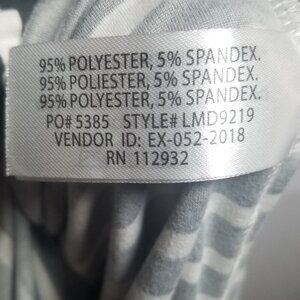 95% POLYESTER, 5% SPANDEX.
95% POLIESTER, 5% SPANDEX.
95% POLYESTER, 5% SPANDEX.
PO# 5385 STYLE# LMD9219
VENDOR ID: EX-052-2018
RN 112932